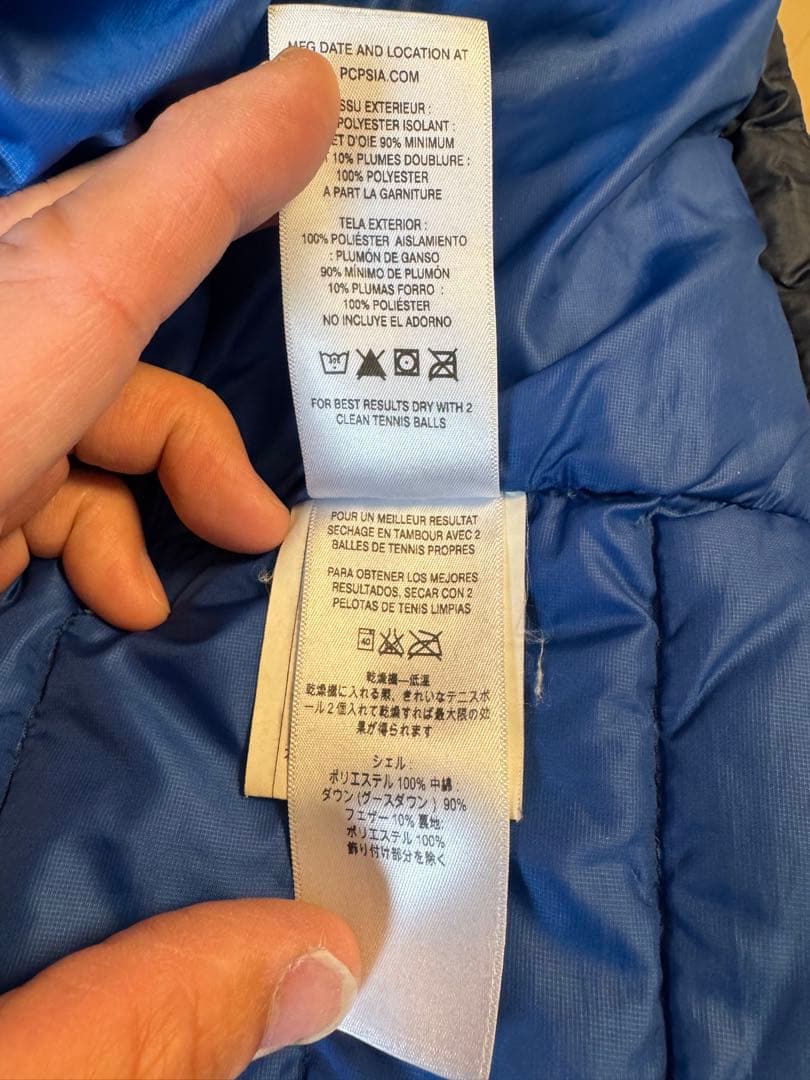 MFG DATE AND LOCATION AT
PCPSIA.COM
EXTERIEUR :
POLYESTER ISOLANT :
D'OIE 90% MINIMUM
10% PLUMES DOUBLURE :
100% POLYESTER
A PART LA GARNITURE
TELA EXTERIOR :
100% POLIÉSTER AISLAMIENTO
: PLUMÓN DE GANSO
90% MÍNIMO DE PLUMÓN
10% PLUMAS FORRO :
100% POLIÉSTER
NO INCLUYE EL ADORNO
FOR BEST RESULTS DRY WITH 2
CLEAN TENNIS BALLS
POUR UN MEILLEUR RESULTAT
SECHAGE EN TAMBOUR AVEC 2
BALLES DE TENNIS PROPRES
PARA OBTENER LOS MEJORES
RESULTADOS, SECAR CON 2
PELOTAS DE TENIS LIMPIAS
40
乾燥機—低温
乾燥機に入れる際、きれいなテニスボ
ール2個入れて乾燥すれば最大限の効
果が得られます
シェル :
ポリエステル 100% 中綿:
ダウン (グースダウン ) 90%
フェザー 10% 裏地:
ポリエステル 100%
飾り付け部分を除く